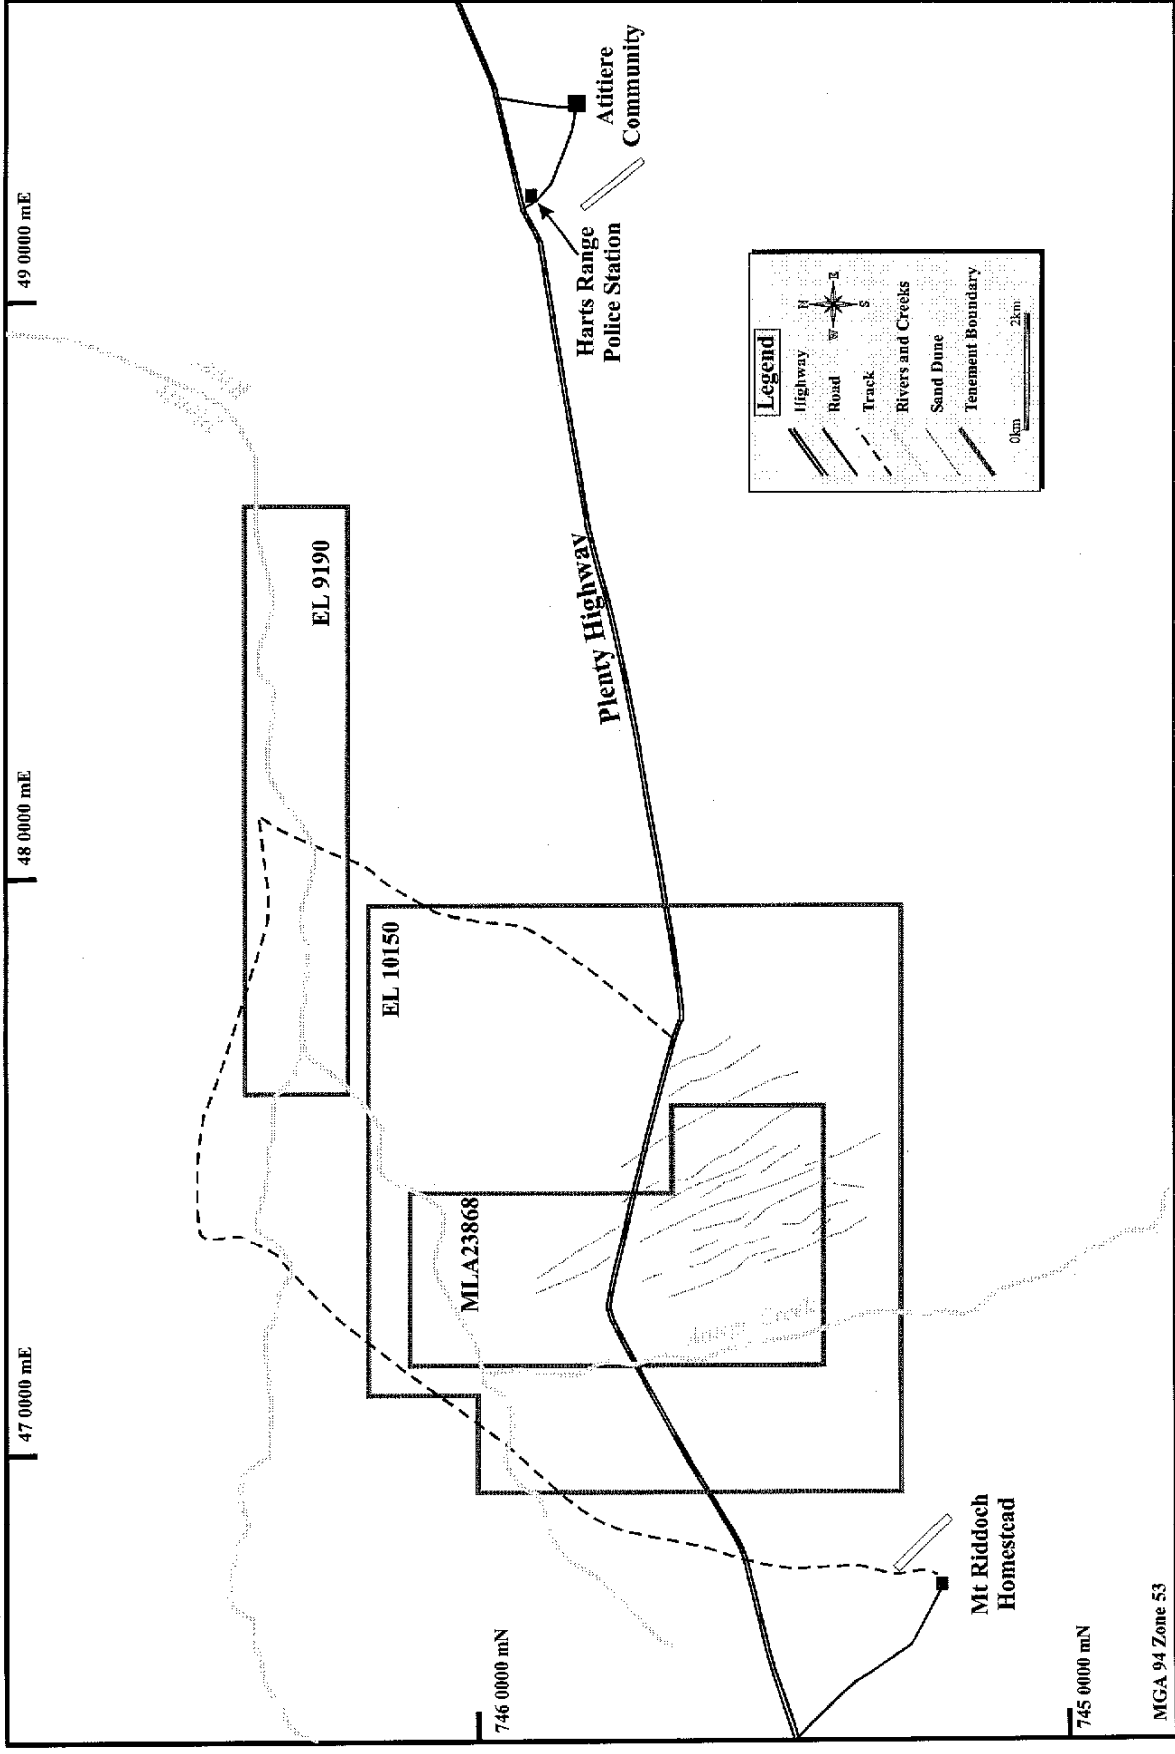 47 0000 mE
48 0000 mE
49 0000 mE
EL 9190
EL 10150
MLA23868
746 0000 mN
Plenty Highway
Harts Range
Police Station
Atitiere
Community
Creek
Mt Riddoch
Homestead
Legend
Highway
Road
Track
Rivers and Creeks
Sand Dune
Tenement Boundary
N
W
E
S
0km
2km
745 0000 mN
MGA 94 Zone 53